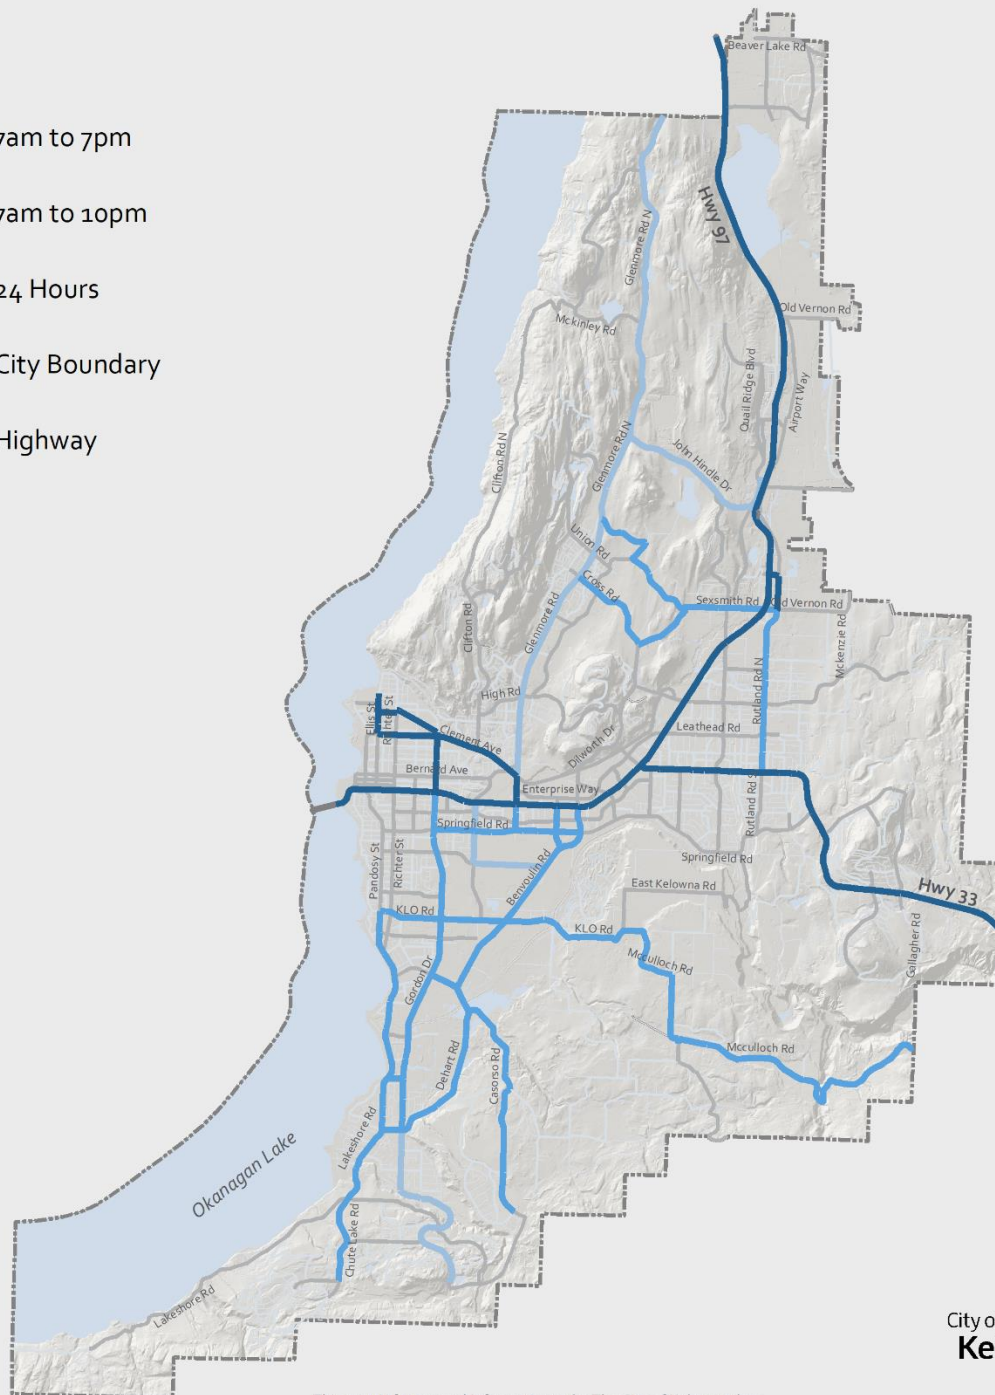 7am to 7pm
7am to 10pm
24 Hours
City Boundary
Highway
Beaver Lake Rd
Hwy 97
Glenmore Rd N
Old Vernon Rd
Mckinley Rd
Quail Ridge Blvd
Airport Way
Clifton Rd N
Glenmore Rd N
John Hindle Dr
Union Rd
Cross Rd
Sexsmith Rd
Old Vernon Rd
Clifton Rd
Glenmore Rd
Mckenzie Rd
Rutland Rd N
High Rd
Ellis St
Richter St
Clement Ave
Leathead Rd
Dilworth Dr
Bernard Ave
Enterprise Way
Springfield Rd
Rutland Rd S
Pandosy St
Richter St
Benvoulin Rd
Springfield Rd
East Kelowna Rd
Hwy 33
KLO Rd
KLO Rd
Gallagher Rd
Mcculloch Rd
Gordon Dr
Mcculloch Rd
Dehart Rd
Casorso Rd
Lakeshore Rd
Okanagan Lake
Chute Lake Rd
Lakeshore Rd
City o
Ke